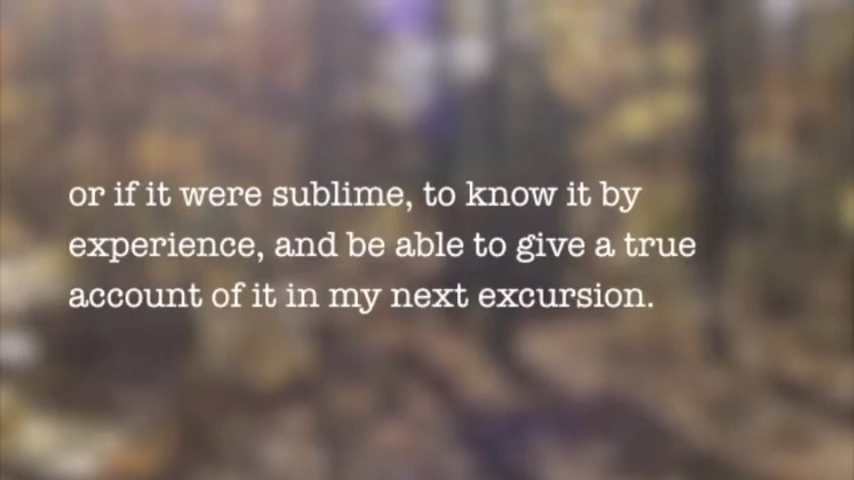 or if it were sublime, to know it by
experience, and be able to give a true
account of it in my next excursion.